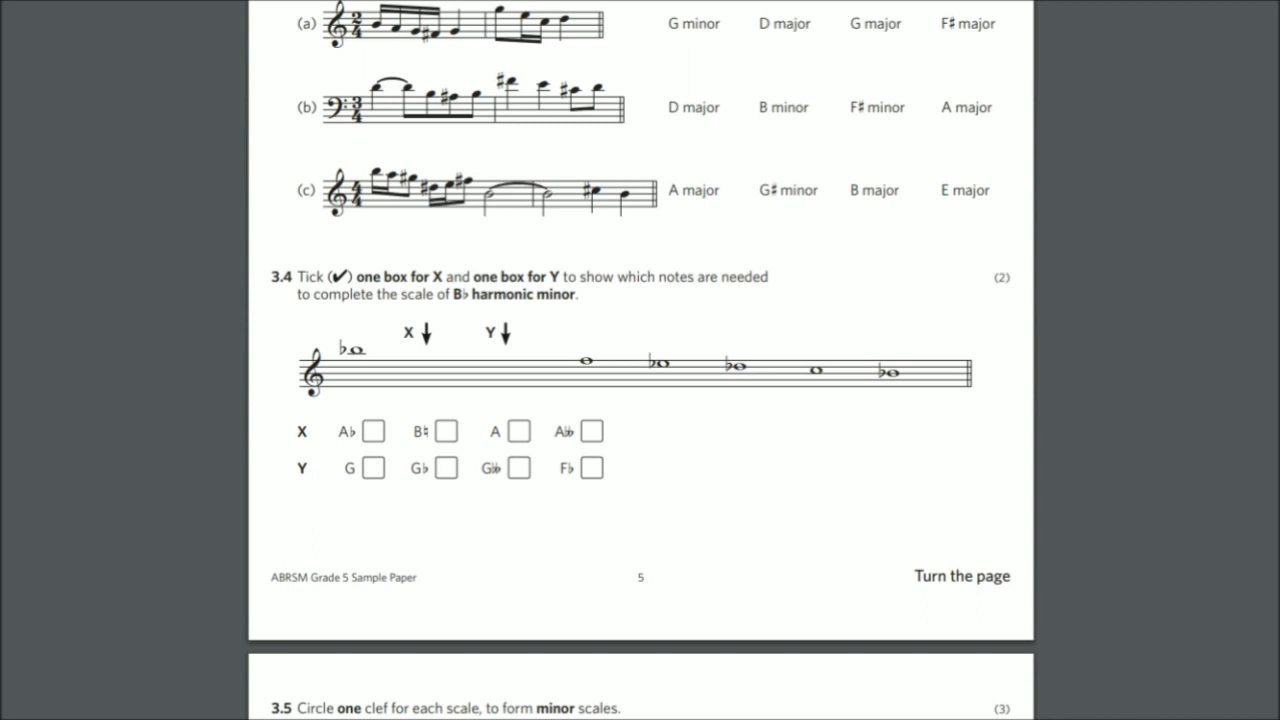 (a) G minor D major G major F♯ major
(b) D major B minor F♯ minor A major
(c) A major G♯ minor B major E major
3.4 Tick (✔) one box for X and one box for Y to show which notes are needed (2)
to complete the scale of B♭ harmonic minor.
X Y
X A♭ B♮ A A𝄫
Y G G♭ G𝄫 F♭
ABRSM Grade 5 Sample Paper 5 Turn the page
3.5 Circle one clef for each scale, to form minor scales. (3)